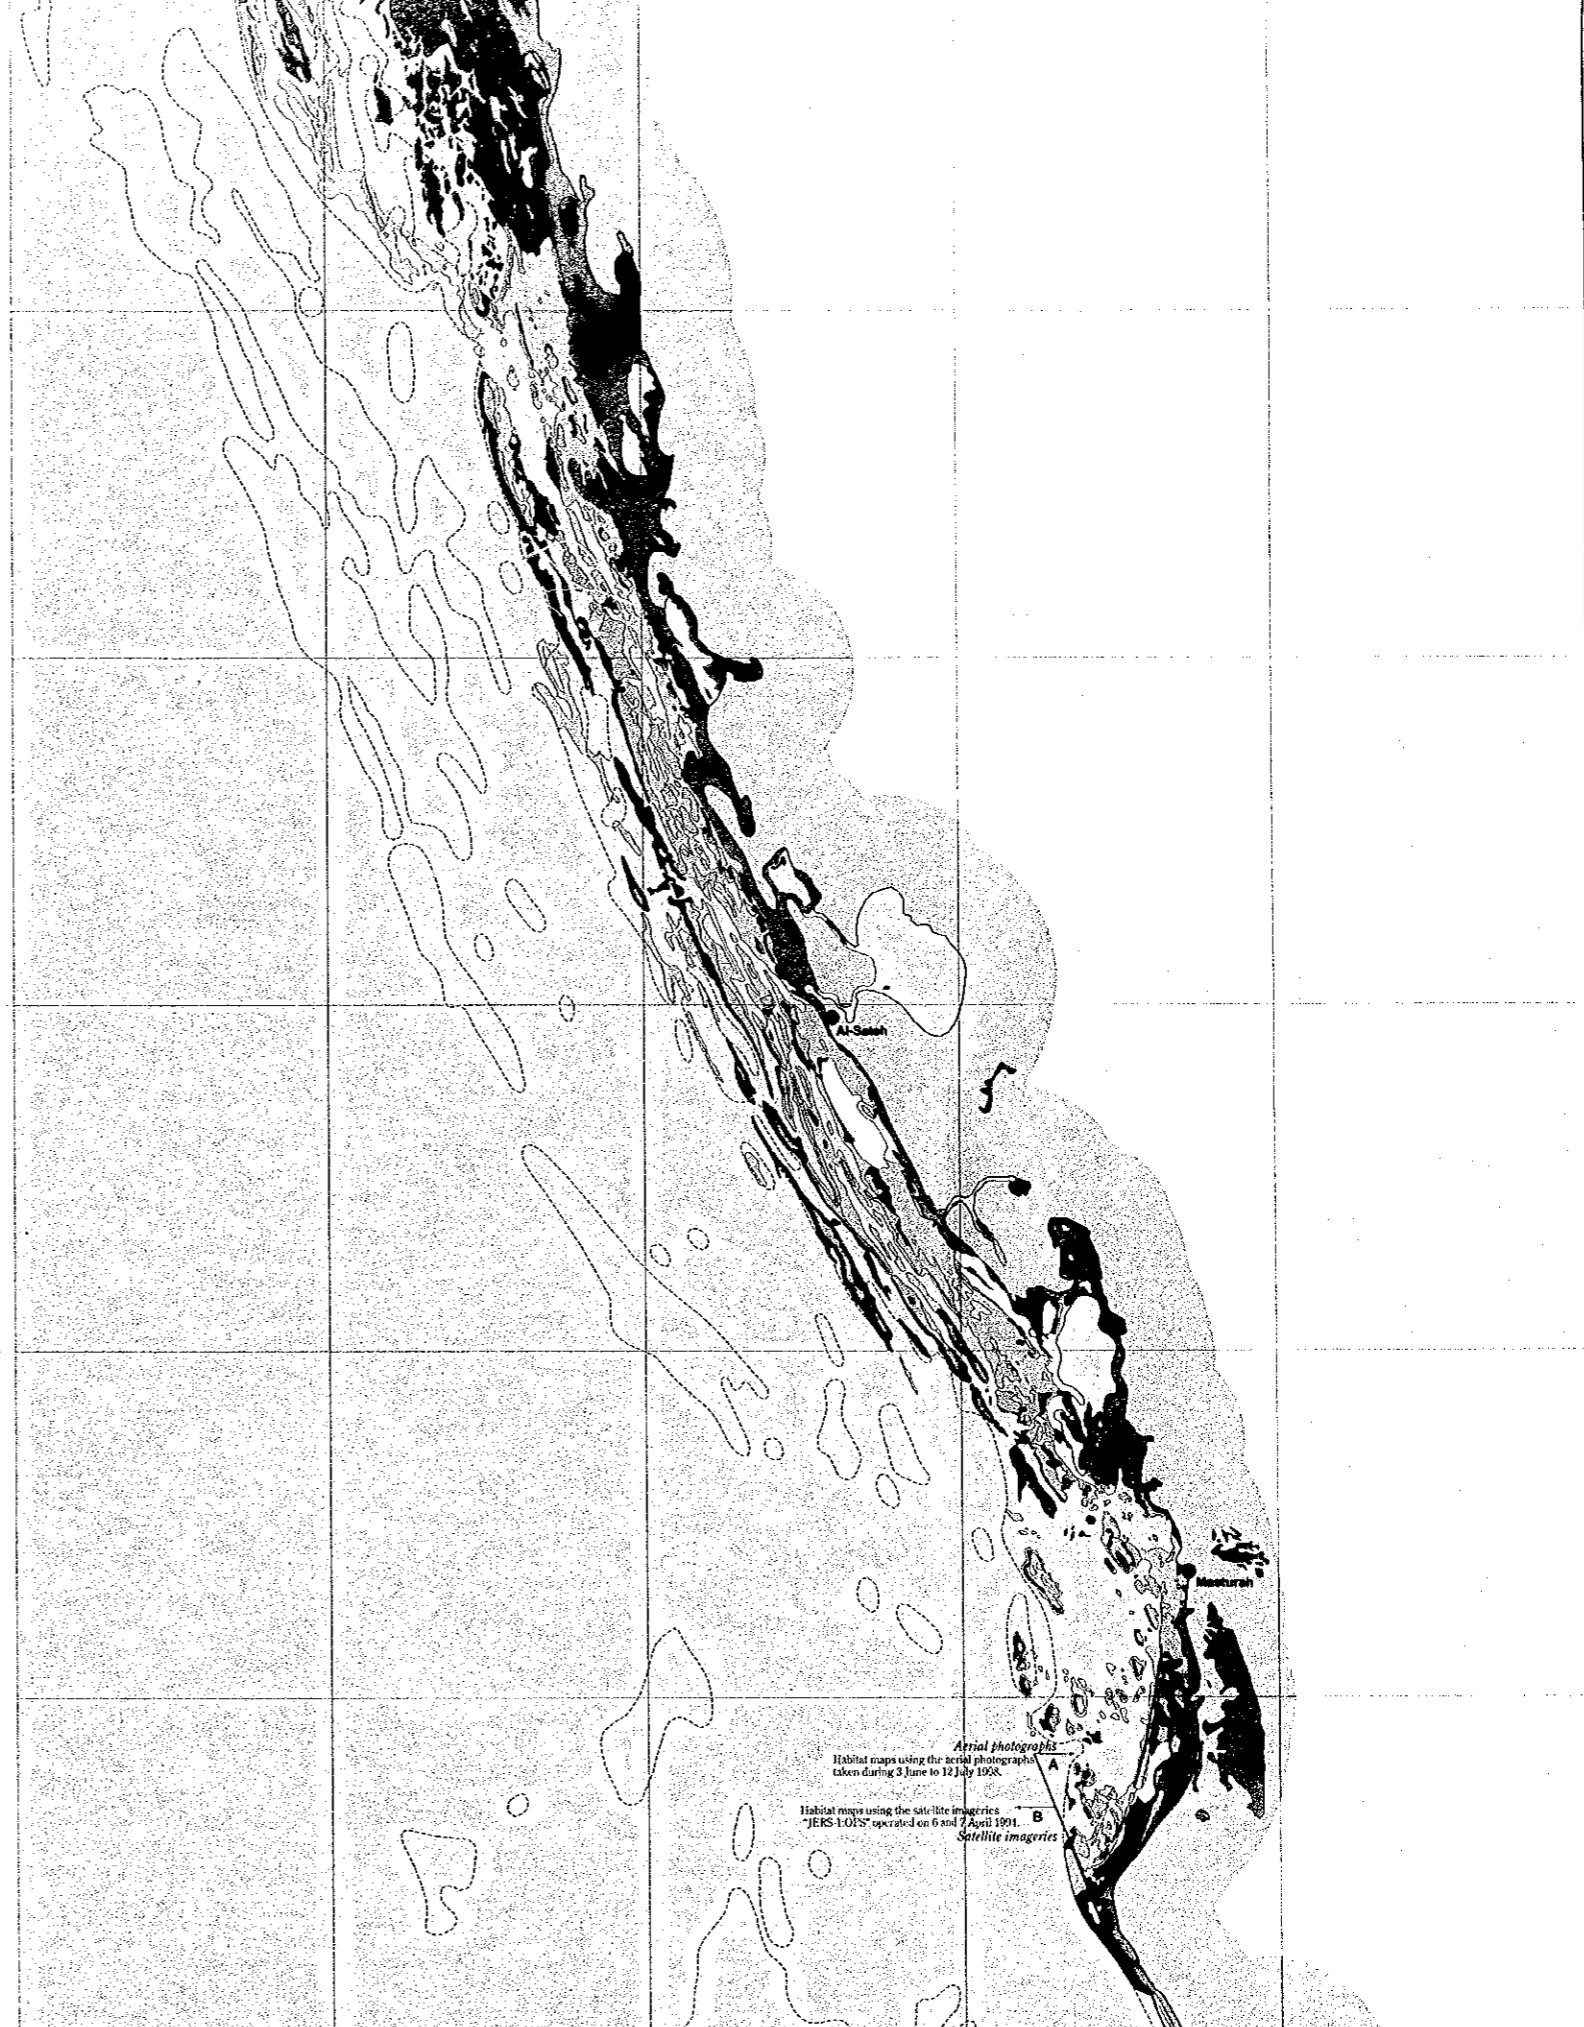 Al-Sateh
Masturah
Aerial photographs
Habitat maps using the aerial photographs
taken during 3 June to 12 July 1998.
A
Habitat maps using the satellite imageries
"JERS-1:OPS" operated on 6 and 7 April 1994.
B
Satellite imageries